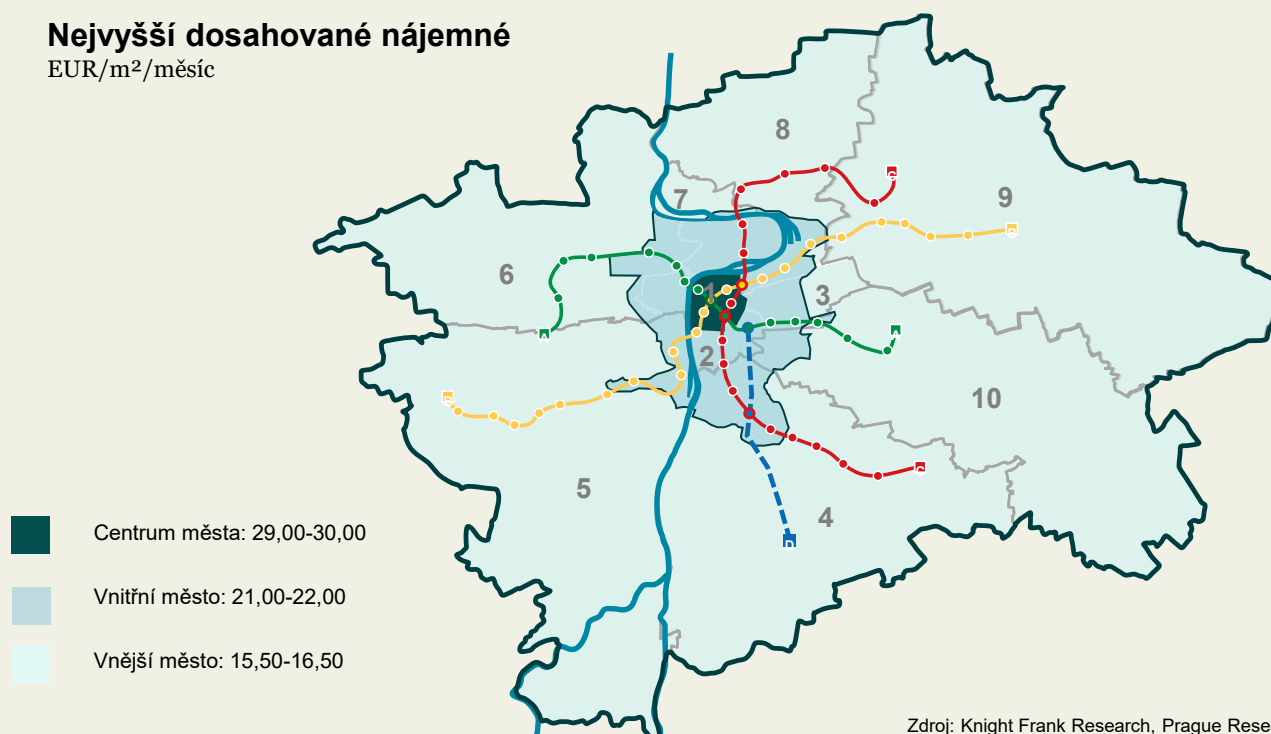 Nejvyšší dosahované nájemné
EUR/m²/měsíc
8
7
9
C
B
6
1
3
A
A
2
B
10
C
5
4
D
Centrum města: 29,00-30,00
Vnitřní město: 21,00-22,00
Vnější město: 15,50-16,50
Zdroj: Knight Frank Research, Prague Rese